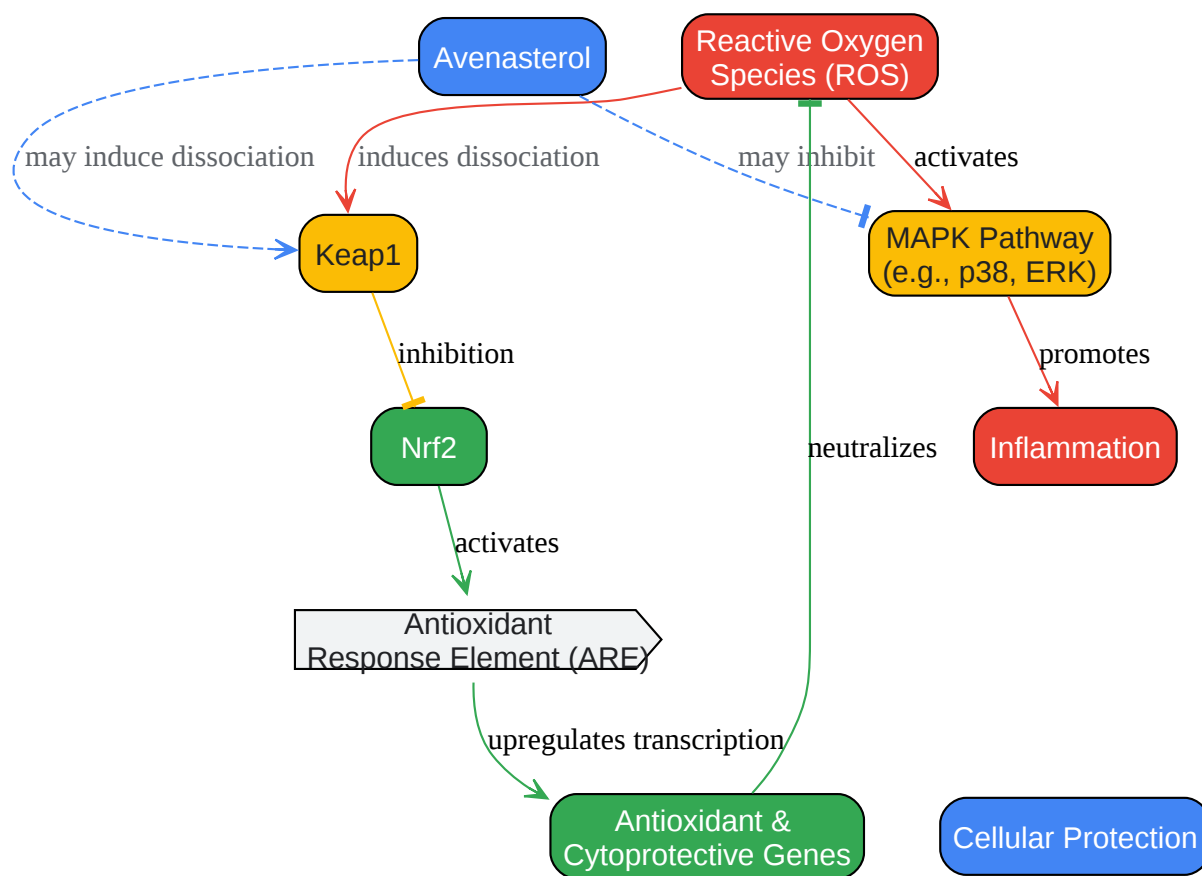 Avenasterol
Reactive Oxygen
Species (ROS)
may induce dissociation
induces dissociation
may inhibit
activates
Keap1
MAPK Pathway
(e.g., p38, ERK)
inhibition
promotes
Nrf2
neutralizes
Inflammation
activates
Antioxidant
Response Element (ARE)
upregulates transcription
Antioxidant &
Cytoprotective Genes
Cellular Protection